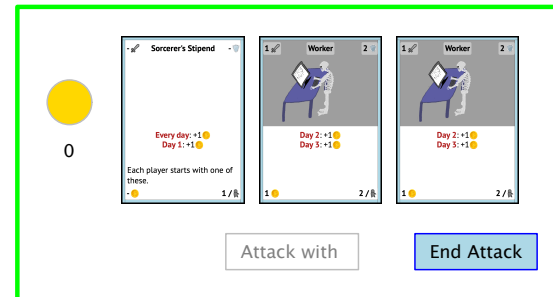 - Sorcerer's Stipend -
Every day: +1
Day 1: +1
Each player starts with one of
these.
- 1 /
1 Worker 2
Day 2: +1
Day 3: +1
1 2 /
1 Worker 2
Day 2: +1
Day 3: +1
1 2 /
0
Attack with
End Attack